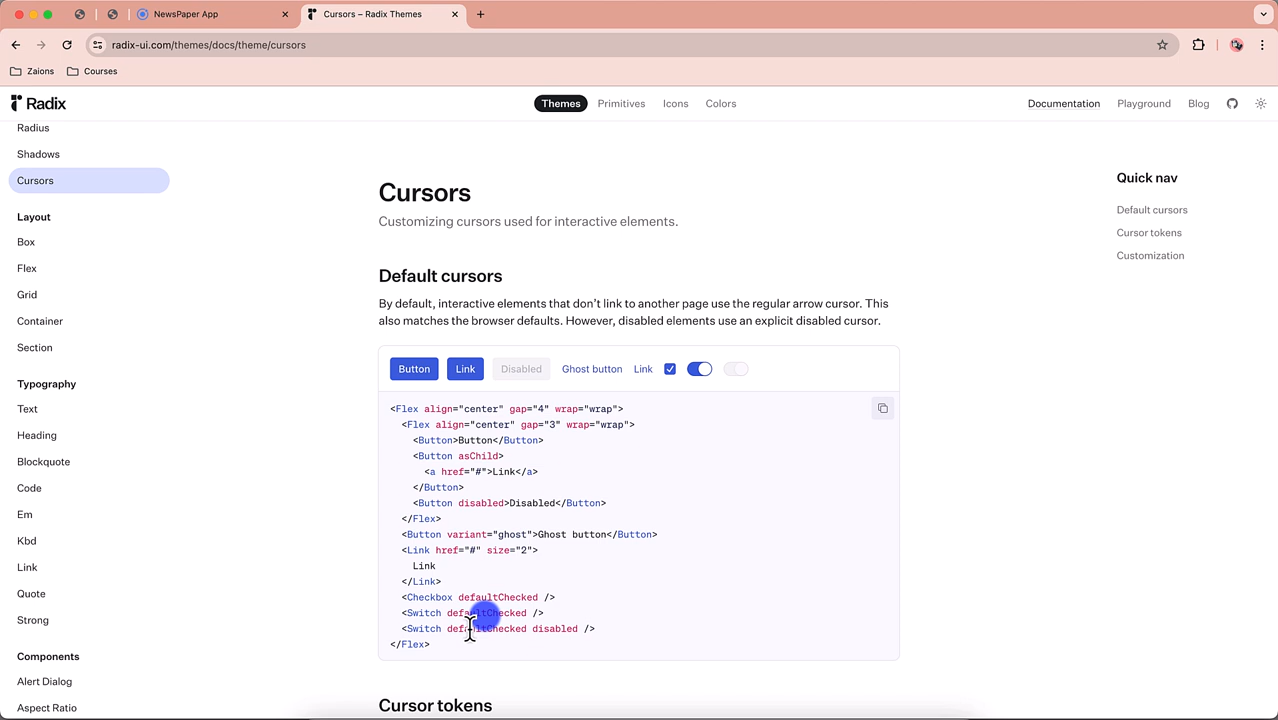 NewsPaper App
Cursors – Radix Themes
radix-ui.com/themes/docs/theme/cursors
Zaions
Courses
Radix
Themes
Primitives
Icons
Colors
Documentation
Playground
Blog
Radius
Shadows
Cursors
Layout
Box
Flex
Grid
Container
Section
Typography
Text
Heading
Blockquote
Code
Em
Kbd
Link
Quote
Strong
Components
Alert Dialog
Aspect Ratio
Cursors
Customizing cursors used for interactive elements.
Default cursors
By default, interactive elements that don’t link to another page use the regular arrow cursor. This
also matches the browser defaults. However, disabled elements use an explicit disabled cursor.
Button
Link
Disabled
Ghost button
Link
<Flex align="center" gap="4" wrap="wrap">
<Flex align="center" gap="3" wrap="wrap">
<Button>Button</Button>
<Button asChild>
<a href="#">Link</a>
</Button>
<Button disabled>Disabled</Button>
</Flex>
<Button variant="ghost">Ghost button</Button>
<Link href="#" size="2">
Link
</Link>
<Checkbox defaultChecked />
<Switch defaultChecked />
<Switch defaultChecked disabled />
</Flex>
Cursor tokens
Quick nav
Default cursors
Cursor tokens
Customization